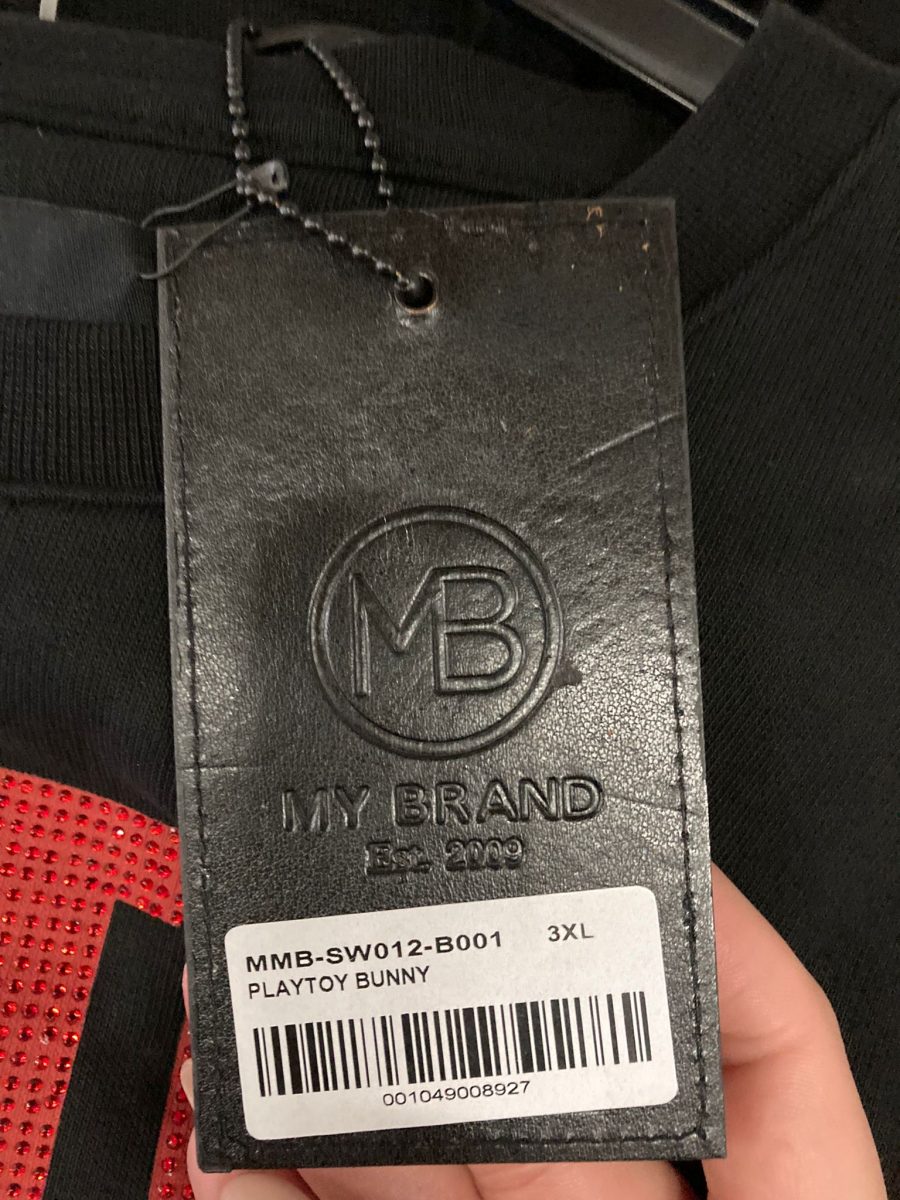 MB
MY BRAND
Est. 2009
MMB-SW012-B001 3XL
PLAYTOY BUNNY
001049008927